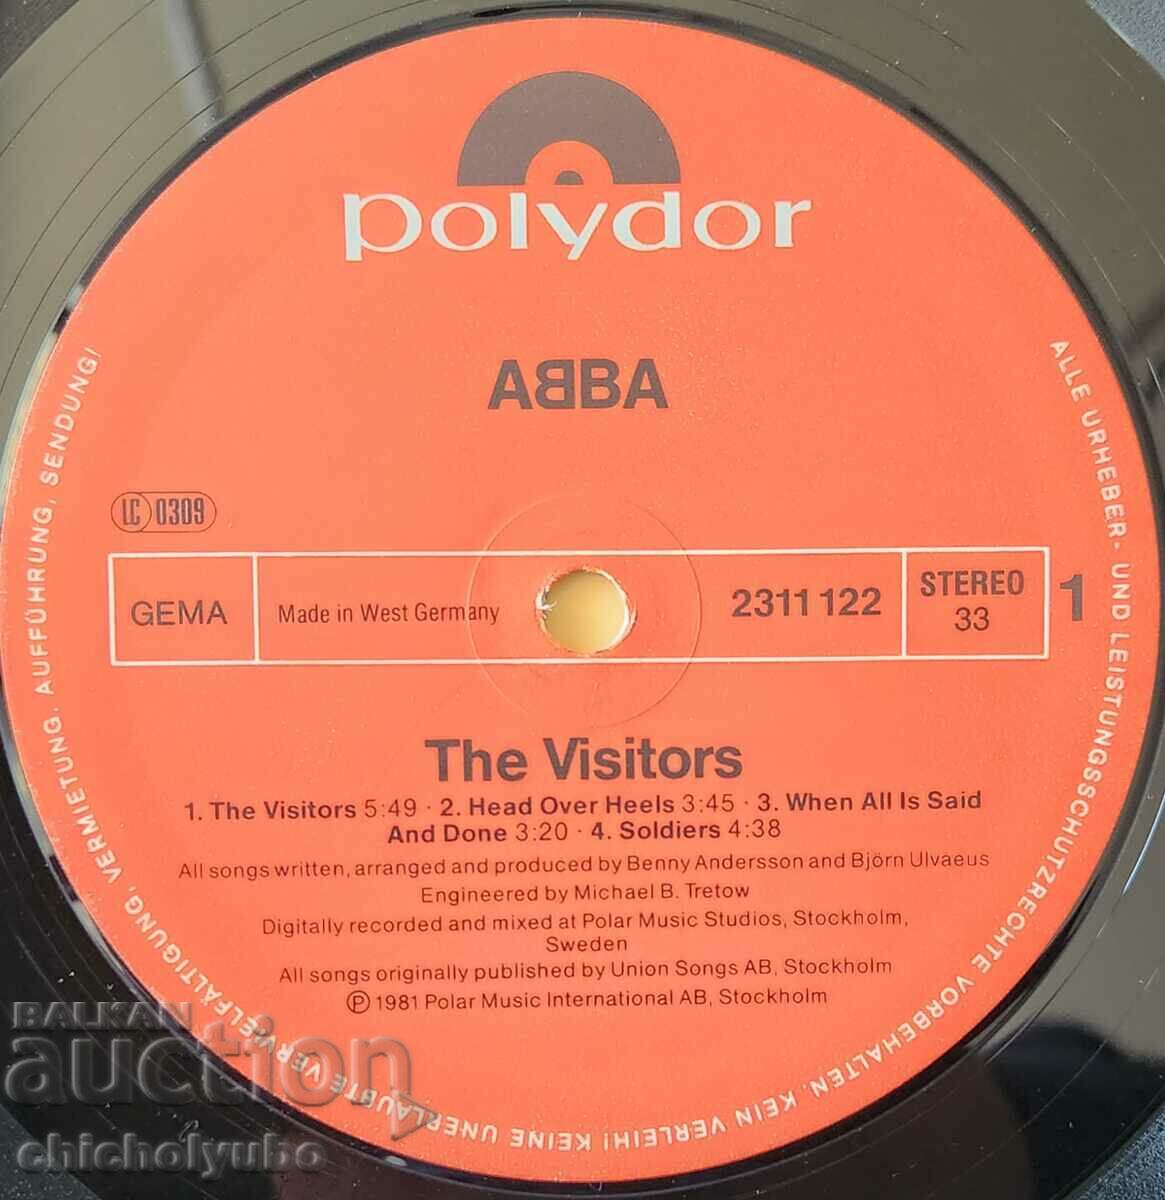 polydor
ABBA
LC 0309
GEMA
Made in West Germany
2311 122
STEREO
33
1
The Visitors
1. The Visitors 5:49 · 2. Head Over Heels 3:45 · 3. When All Is Said
And Done 3:20 · 4. Soldiers 4:38
All songs written, arranged and produced by Benny Andersson and Björn Ulvaeus
Engineered by Michael B. Tretow
Digitally recorded and mixed at Polar Music Studios, Stockholm,
Sweden
All songs originally published by Union Songs AB, Stockholm
℗ 1981 Polar Music International AB, Stockholm
ALLE URHEBER- UND LEISTUNGSSCHUTZRECHTE VORBEHALTEN. KEIN VERLEIH! KEINE UNERLAUBTE VERVIELFÄLTIGUNG, VERMIETUNG, AUFFÜHRUNG, SENDUNG!
BALKAN
auction
chicholyubo